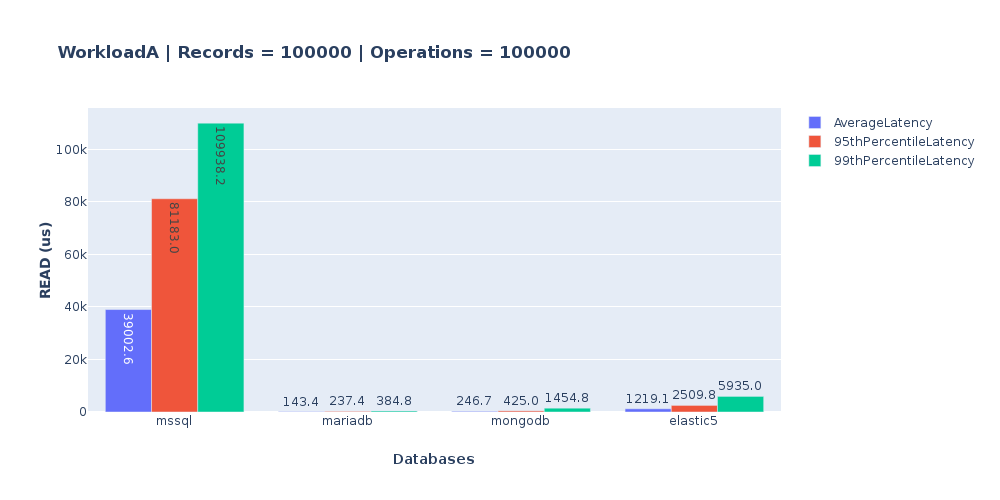 WorkloadA | Records = 100000 | Operations = 100000
AverageLatency
95thPercentileLatency
99thPercentileLatency
READ (us)
100k
80k
60k
40k
20k
0
39002.6
81183.0
109938.2
143.4
237.4
384.8
246.7
425.0
1454.8
1219.1
2509.8
5935.0
mssql
mariadb
mongodb
elastic5
Databases